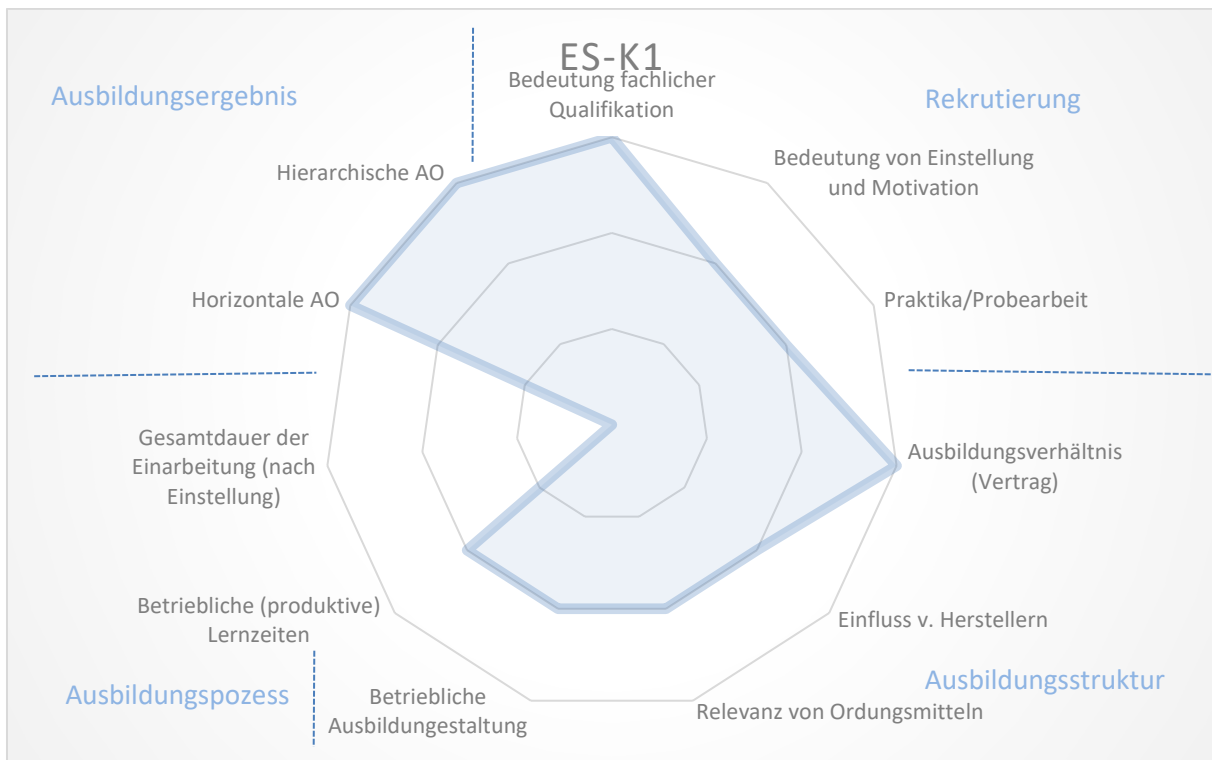 ES-K1
Bedeutung fachlicher
Qualifikation
Ausbildungsergebnis
Rekrutierung
Bedeutung von Einstellung
und Motivation
Hierarchische AO
Horizontale AO
Praktika/Probearbeit
Gesamtdauer der
Einarbeitung (nach
Einstellung)
Ausbildungsverhältnis
(Vertrag)
Betriebliche (produktive)
Lernzeiten
Einfluss v. Herstellern
Ausbildungspozess
Betriebliche
Ausbildungestaltung
Relevanz von Ordungsmitteln
Ausbildungsstruktur